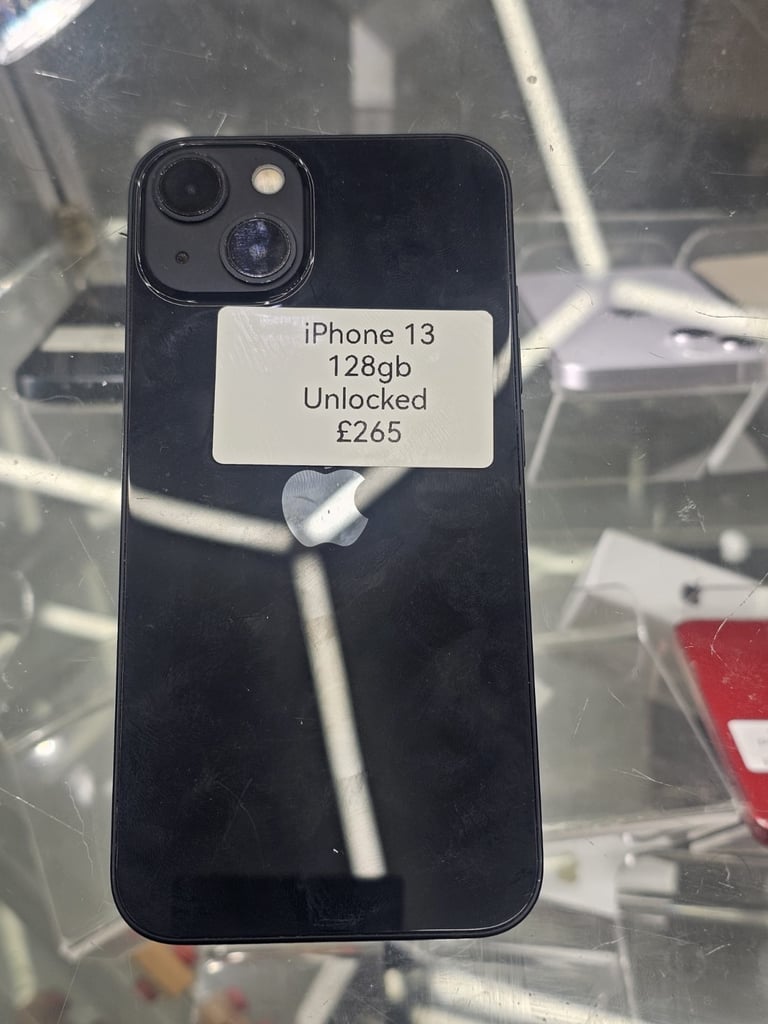 iPhone 13
128gb
Unlocked
£265